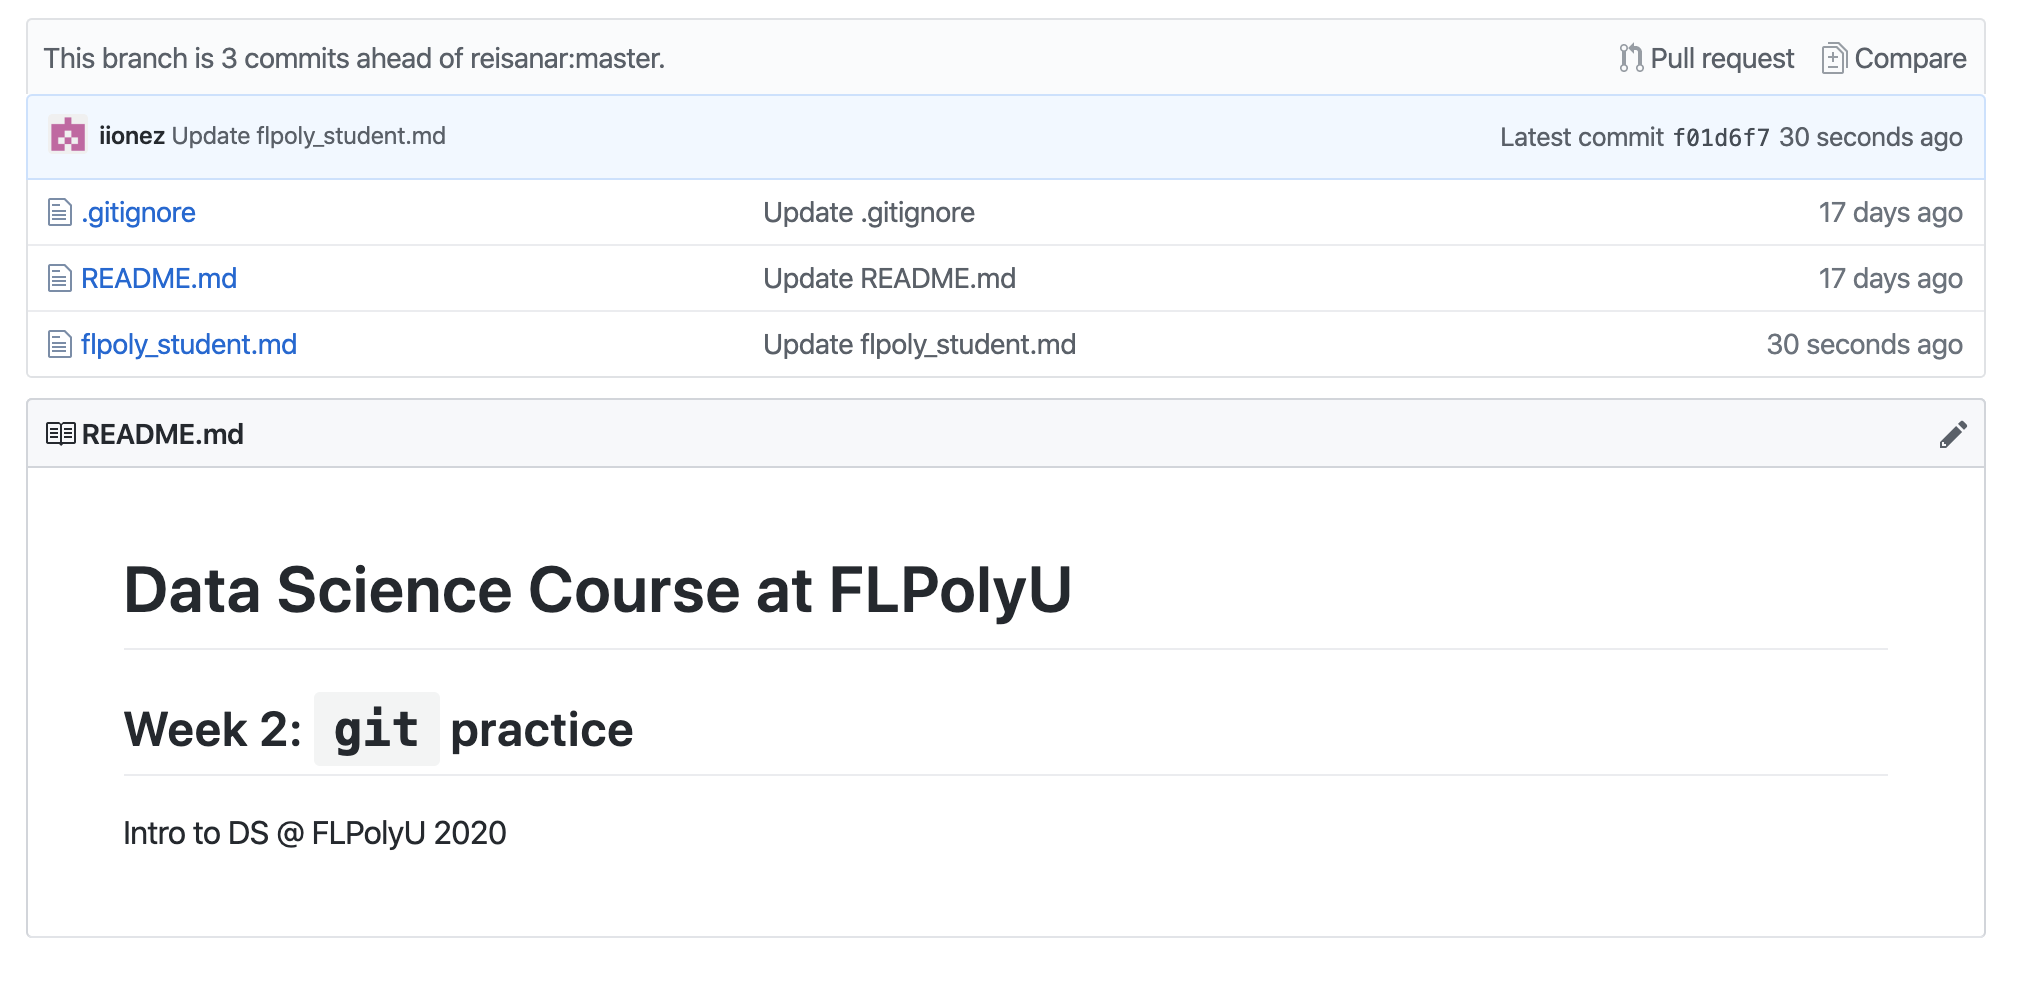 This branch is 3 commits ahead of reisanar:master. Pull request Compare
iionez Update flpoly_student.md Latest commit f01d6f7 30 seconds ago
.gitignore Update .gitignore 17 days ago
README.md Update README.md 17 days ago
flpoly_student.md Update flpoly_student.md 30 seconds ago
README.md
Data Science Course at FLPolyU
Week 2: git practice
Intro to DS @ FLPolyU 2020